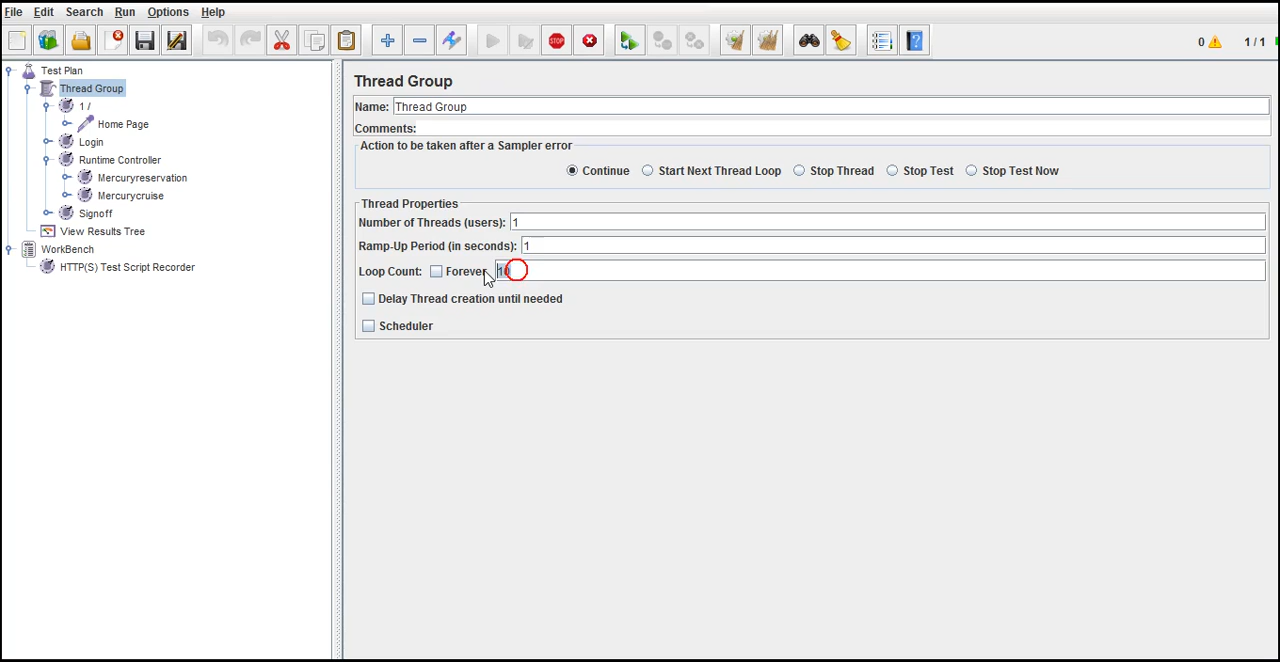 File Edit Search Run Options Help
STOP
0 1 / 1
Test Plan
Thread Group
1 /
Home Page
Login
Runtime Controller
Mercuryreservation
Mercurycruise
Signoff
View Results Tree
WorkBench
HTTP(S) Test Script Recorder
Thread Group
Name: Thread Group
Comments:
Action to be taken after a Sampler error
Continue Start Next Thread Loop Stop Thread Stop Test Stop Test Now
Thread Properties
Number of Threads (users): 1
Ramp-Up Period (in seconds): 1
Loop Count: Forever 10
Delay Thread creation until needed
Scheduler